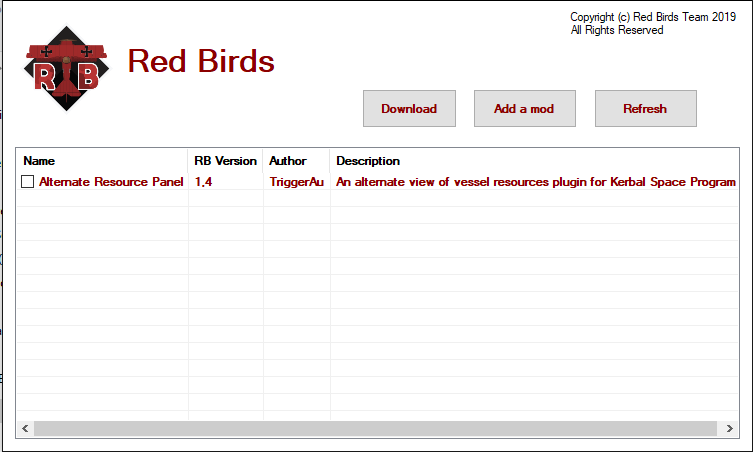 Copyright (c) Red Birds Team 2019
All Rights Reserved
RB
Red Birds
Download Add a mod Refresh
Name RB Version Author Description
Alternate Resource Panel 1.4 TriggerAu An alternate view of vessel resources plugin for Kerbal Space Program